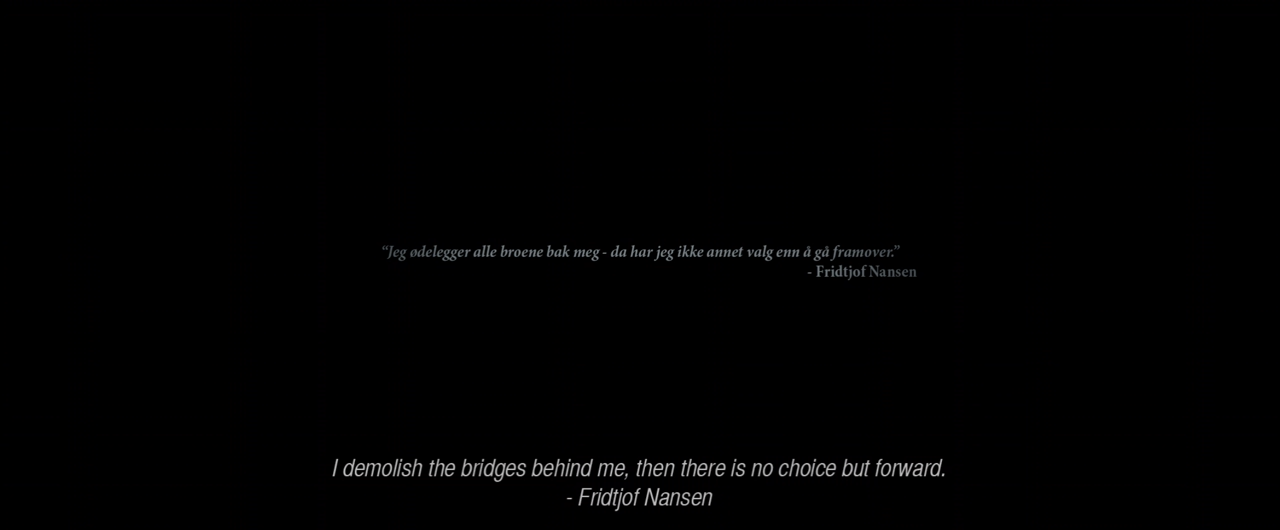 “Jeg ødelegger alle broene bak meg - da har jeg ikke annet valg enn å gå framover.”
- Fridtjof Nansen
I demolish the bridges behind me, then there is no choice but forward.
- Fridtjof Nansen